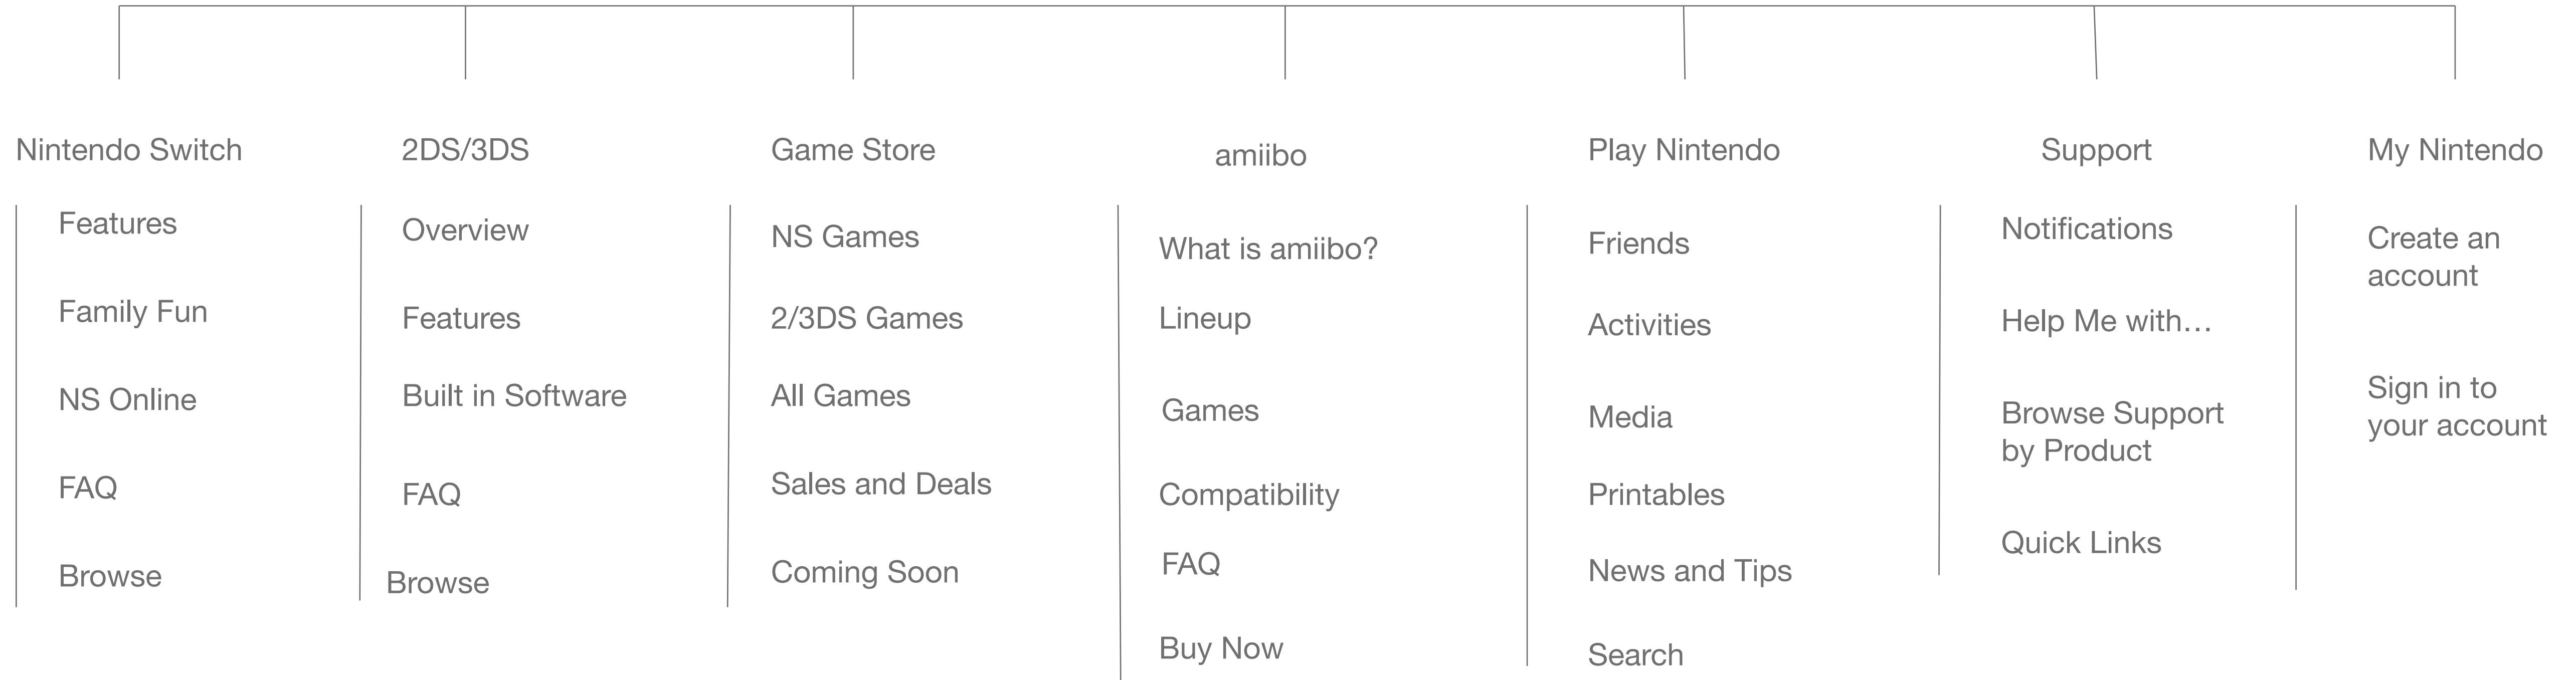 Nintendo Switch
Features
Family Fun
NS Online
FAQ
Browse
2DS/3DS
Overview
Features
Built in Software
FAQ
Browse
Game Store
NS Games
2/3DS Games
All Games
Sales and Deals
Coming Soon
amiibo
What is amiibo?
Lineup
Games
Compatibility
FAQ
Buy Now
Play Nintendo
Friends
Activities
Media
Printables
News and Tips
Search
Support
Notifications
Help Me with...
Browse Support
by Product
Quick Links
My Nintendo
Create an
account
Sign in to
your account